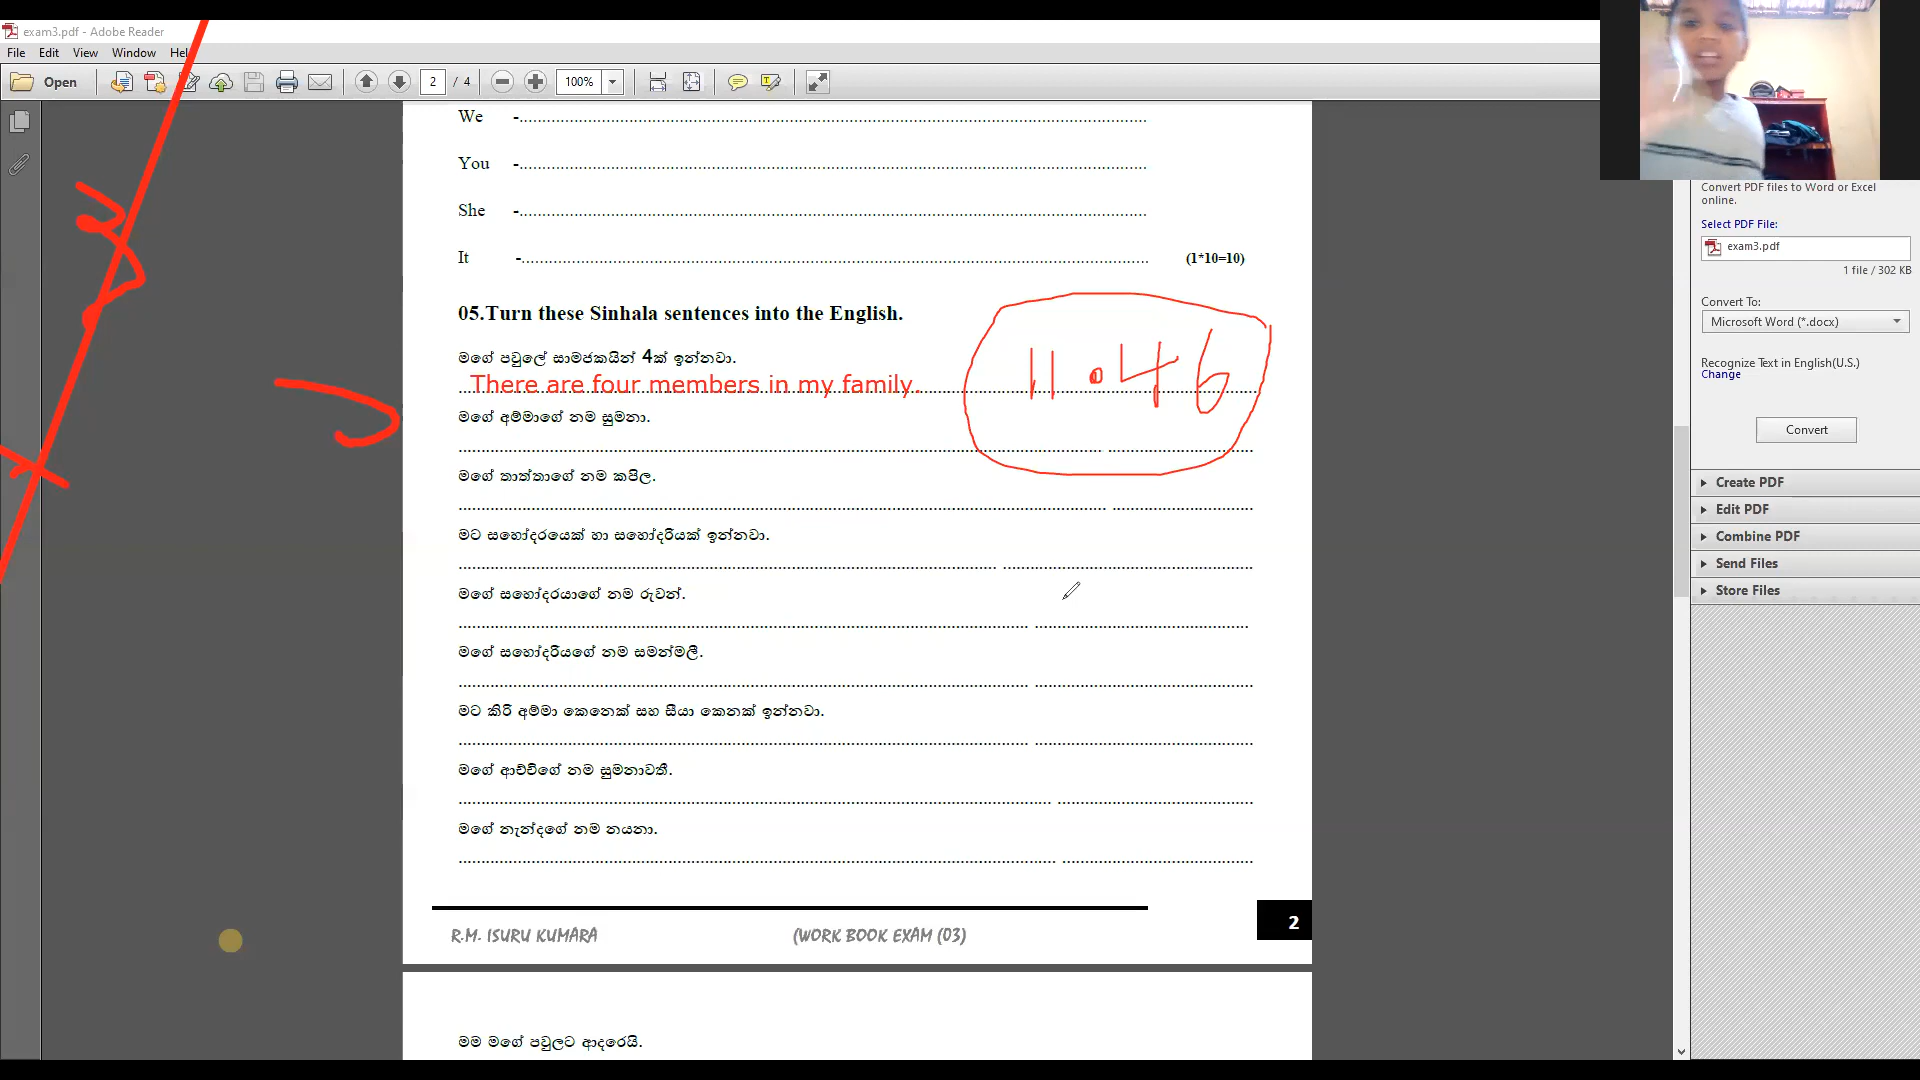 exam3.pdf - Adobe Reader
File Edit View Window Hel
Open 2 / 4 100%
We -
You -
She -
It - (1*10=10)
05.Turn these Sinhala sentences into the English.
මගේ පවුලේ සාමජකයින් 4ක් ඉන්නවා.
There are four members in my family.
11.46
මගේ අම්මාගේ නම සුමනා.
මගේ තාත්තාගේ නම කපිල.
මට සහෝදරයෙක් හා සහෝදරියක් ඉන්නවා.
මගේ සහෝදරයාගේ නම රුවන්.
මගේ සහෝදරියගේ නම සමන්මලී.
මට කිරි අම්මා කෙනෙක් සහ සීයා කෙනක් ඉන්නවා.
මගේ ආච්චිගේ නම සුමනාවතී.
මගේ නැන්දගේ නම නයනා.
R.M. ISURU KUMARA (WORK BOOK EXAM (03) 2
මම මගේ පවුලට ආදරෙයි.
Convert PDF files to Word or Excel
online.
Select PDF File:
exam3.pdf
1 file / 302 KB
Convert To:
Microsoft Word (*.docx)
Recognize Text in English(U.S.)
Change
Convert
Create PDF
Edit PDF
Combine PDF
Send Files
Store Files